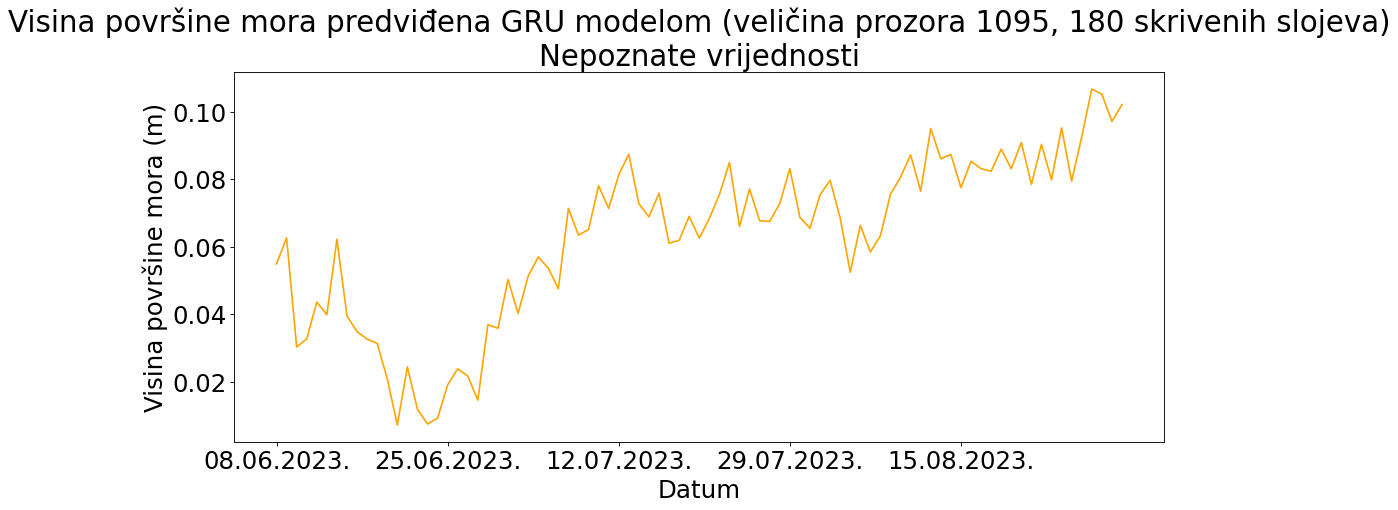 Visina površine mora predviđena GRU modelom (veličina prozora 1095, 180 skrivenih slojeva)
Nepoznate vrijednosti
Visina površine mora (m)
0.10
0.08
0.06
0.04
0.02
08.06.2023. 25.06.2023. 12.07.2023. 29.07.2023. 15.08.2023.
Datum